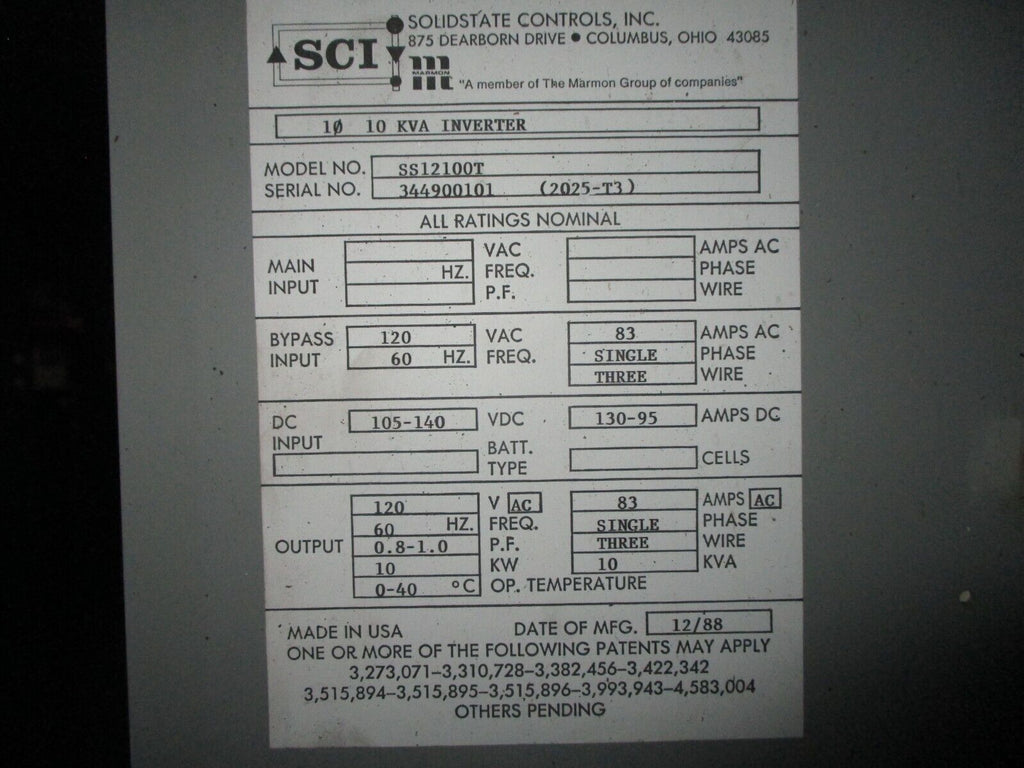 SCI
SOLIDSTATE CONTROLS, INC.
875 DEARBORN DRIVE ● COLUMBUS, OHIO 43085
m MARMON "A member of The Marmon Group of companies"
1Ø 10 KVA INVERTER
MODEL NO. SS12100T
SERIAL NO. 344900101 (2025-T3)
ALL RATINGS NOMINAL
MAIN INPUT
VAC AMPS AC
HZ. FREQ. PHASE
P.F. WIRE
BYPASS INPUT
120 VAC 83 AMPS AC
60 HZ. FREQ. SINGLE PHASE
THREE WIRE
DC INPUT
105-140 VDC 130-95 AMPS DC
BATT. TYPE CELLS
OUTPUT
120 V AC 83 AMPS AC
60 HZ. FREQ. SINGLE PHASE
0.8-1.0 P.F. THREE WIRE
10 KW 10 KVA
0-40 °C OP. TEMPERATURE
MADE IN USA DATE OF MFG. 12/88
ONE OR MORE OF THE FOLLOWING PATENTS MAY APPLY
3,273,071–3,310,728–3,382,456–3,422,342
3,515,894–3,515,895–3,515,896–3,993,943–4,583,004
OTHERS PENDING